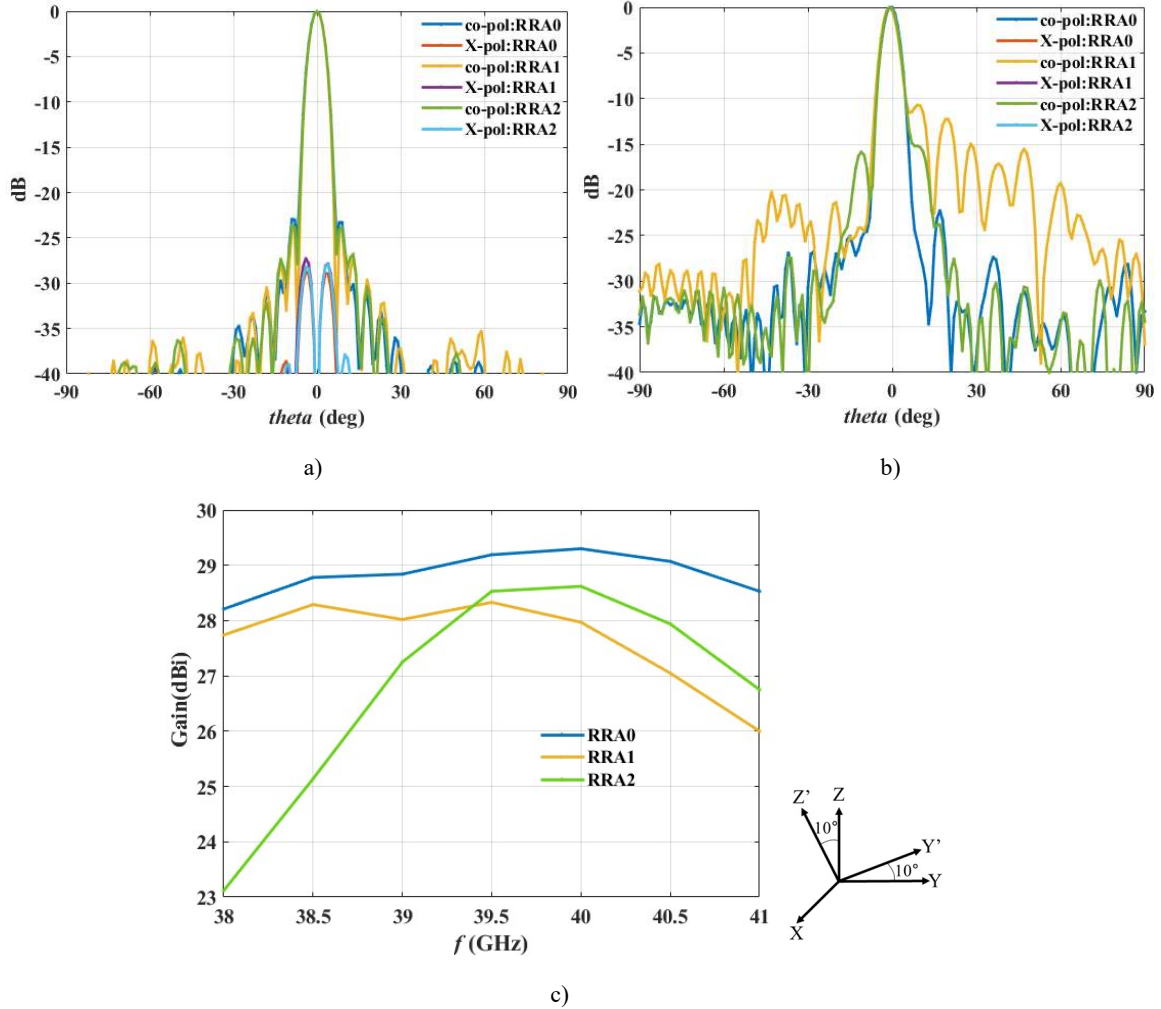 0
-5
-10
-15
-20
-25
-30
-35
-40
dB
co-pol:RRA0
X-pol:RRA0
co-pol:RRA1
X-pol:RRA1
co-pol:RRA2
X-pol:RRA2
-90 -60 -30 0 30 60 90
theta (deg)
a)
0
-5
-10
-15
-20
-25
-30
-35
-40
dB
co-pol:RRA0
X-pol:RRA0
co-pol:RRA1
X-pol:RRA1
co-pol:RRA2
X-pol:RRA2
-90 -60 -30 0 30 60 90
theta (deg)
b)
30
29
28
27
26
25
24
23
Gain(dBi)
RRA0
RRA1
RRA2
38 38.5 39 39.5 40 40.5 41
f (GHz)
Z' Z
10°
Y'
10°
Y
X
c)